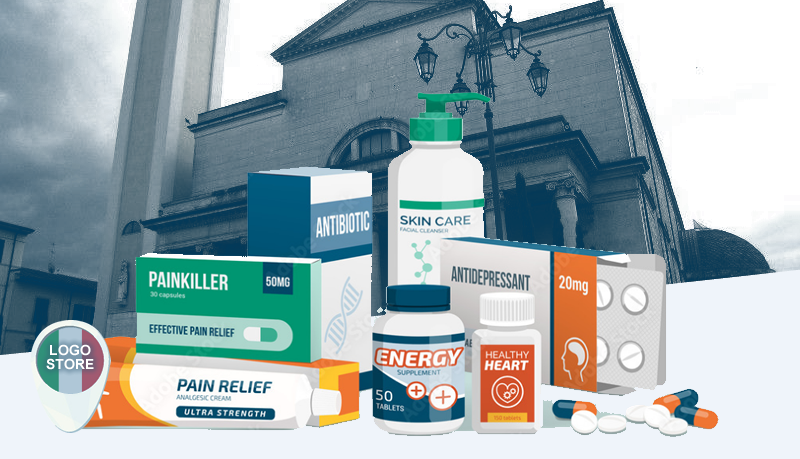 ANTIBIOTIC
SKIN CARE
FACIAL CLEANSER
PAINKILLER
30 capsules
50MG
EFFECTIVE PAIN RELIEF
ANTIDEPRESSANT
20mg
LOGO
STORE
PAIN RELIEF
ANALGESIC CREAM
ULTRA STRENGTH
ENERGY
SUPPLEMENT
50
TABLETS
HEALTHY
HEART